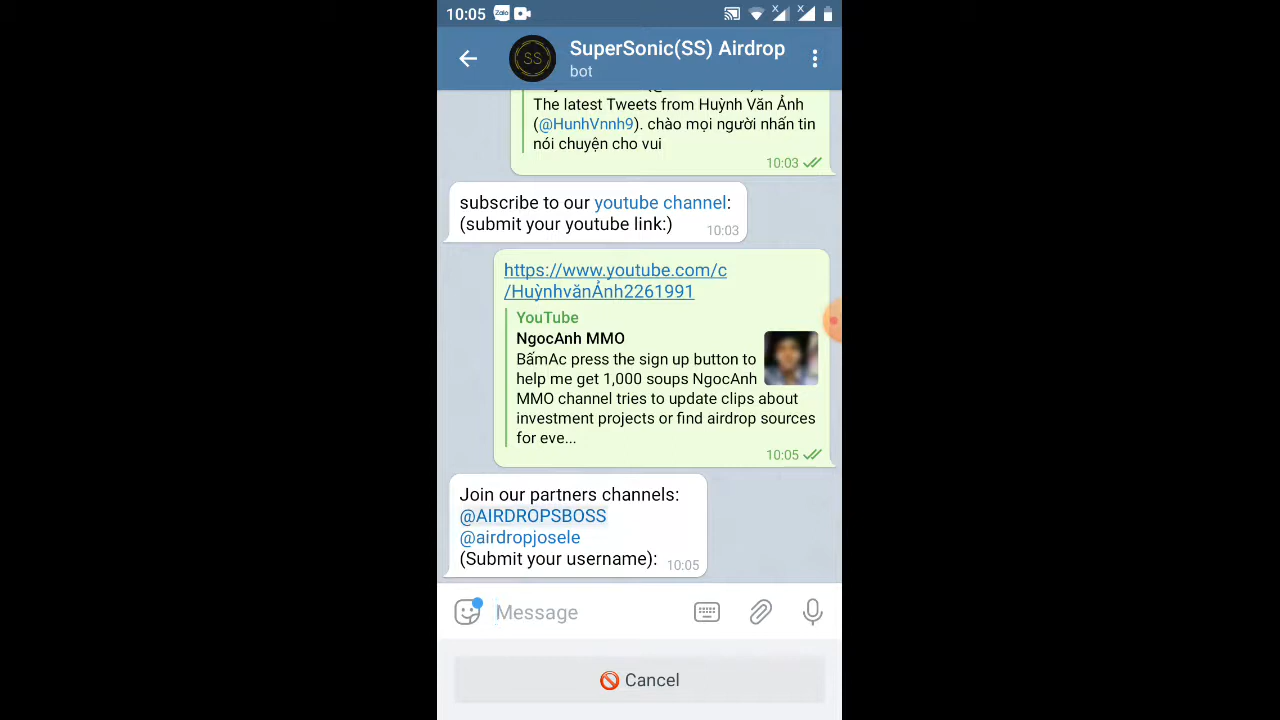 10:05 Zalo
SS
SuperSonic(SS) Airdrop
bot
The latest Tweets from Huỳnh Văn Ảnh
(@HunhVnnh9). chào mọi người nhấn tin
nói chuyện cho vui
10:03
subscribe to our youtube channel:
(submit your youtube link:)
10:03
https://www.youtube.com/c
/HuỳnhvănẢnh2261991
YouTube
NgocAnh MMO
BấmAc press the sign up button to
help me get 1,000 soups NgocAnh
MMO channel tries to update clips about
investment projects or find airdrop sources
for eve...
10:05
Join our partners channels:
@AIRDROPSBOSS
@airdropjosele
(Submit your username):
10:05
Message
Cancel